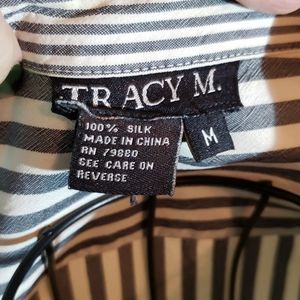 TRACY M.
100% SILK
MADE IN CHINA
RN 79880
SEE CARE ON
REVERSE
M